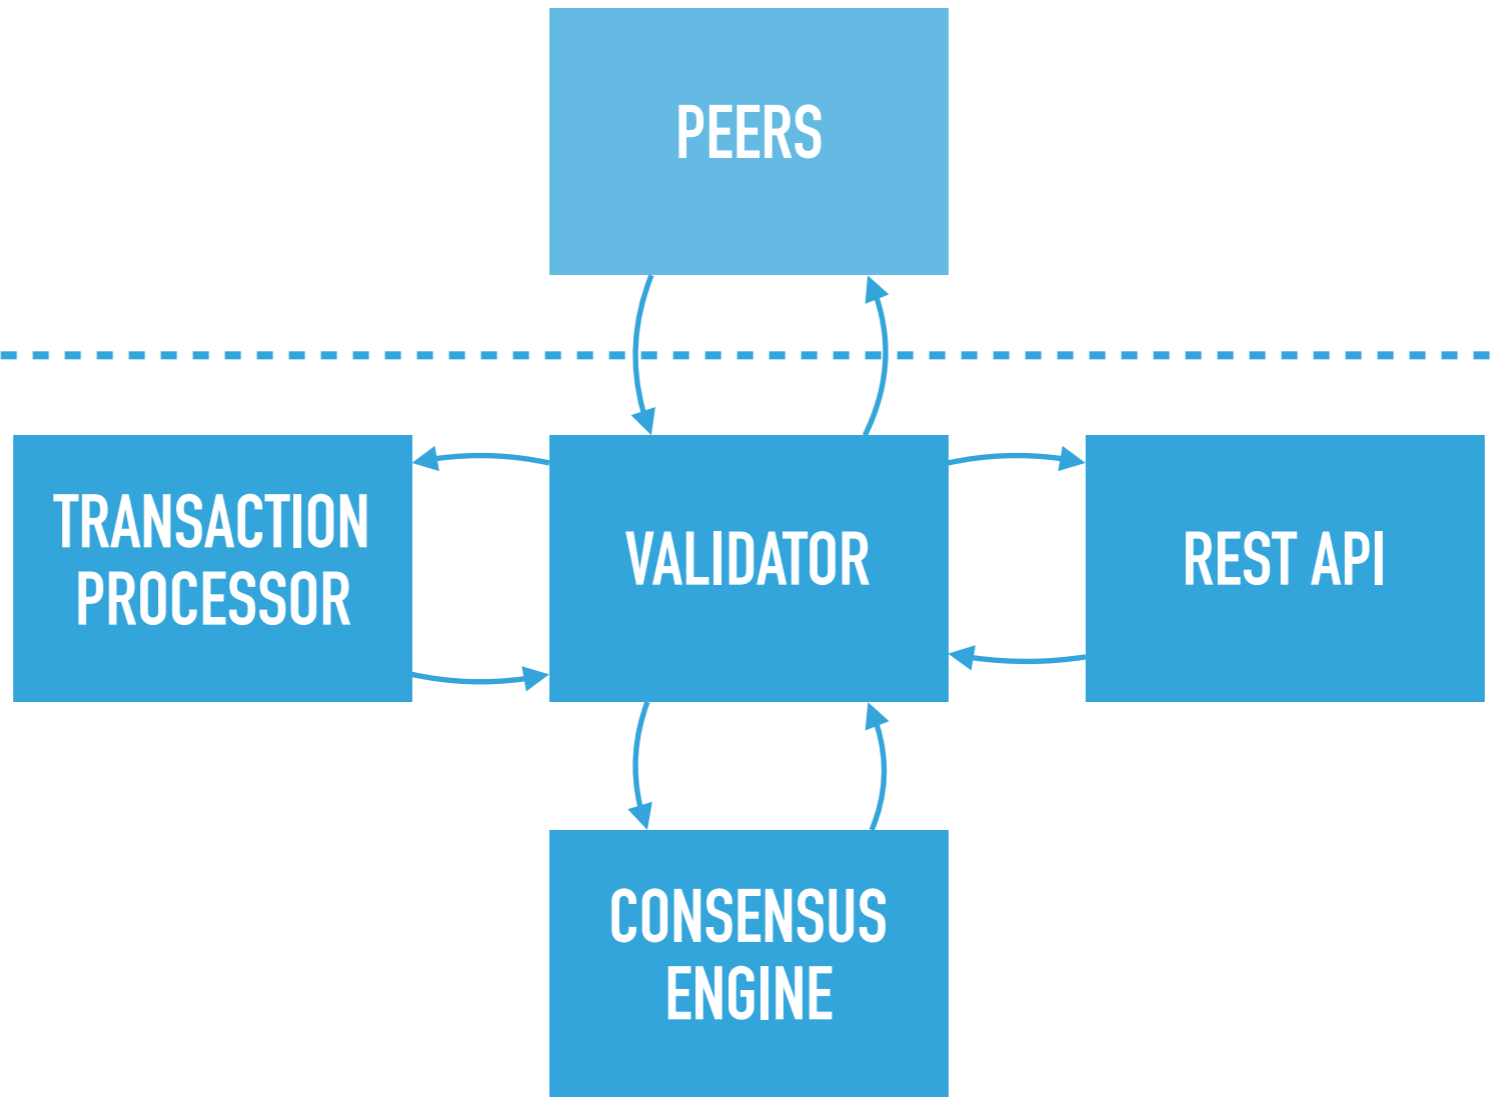 PEERS
TRANSACTION
PROCESSOR
VALIDATOR
REST API
CONSENSUS
ENGINE